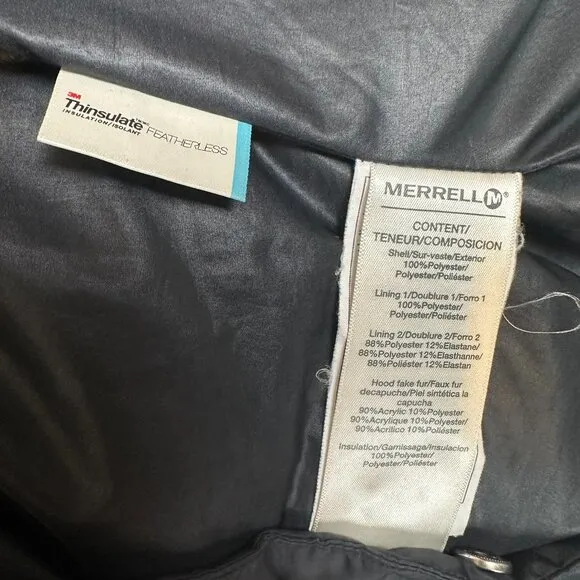 3M
Thinsulate
INSULATION/ISOLANT FEATHERLESS
MERRELL M®
CONTENT/
TENEUR/COMPOSICION
Shell/Sur-veste/Exterior
100%Polyester/
Polyester/Poliéster
Lining 1/Doublure 1/Forro 1
100%Polyester/
Polyester/Poliéster
Lining 2/Doublure 2/Forro 2
88%Polyester 12%Elastane/
88%Polyester 12%Elasthanne/
88%Poliéster 12%Elastan
Hood fake fur/Faux fur
decapuche/Piel sintética la
capucha
90%Acrylic 10%Polyester/
90%Acrylique 10%Polyester/
90%Acrílico 10%Poliéster
Insulation/Garnissage/Insulacion
100%Polyester/
Polyester/Poliéster